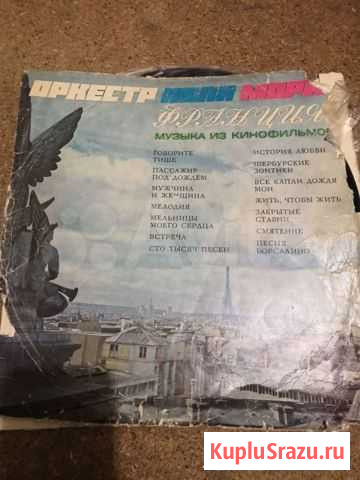 ОРКЕСТР ПОЛЯ МОРИ
ФРАНЦИЯ
МУЗЫКА ИЗ КИНОФИЛЬМО
ГОВОРИТЕ
ТИШЕ
ПАССАЖИР
ПОД ДОЖДЕМ
МУЖЧИНА
И ЖЕНЩИНА
МЕЛОДИЯ
МЕЛЬНИЦЫ
МОЕГО СЕРДЦА
ВСТРЕЧА
СТО ТЫСЯЧ ПЕСЕН
ИСТОРИЯ ЛЮБВИ
ШЕРБУРСКИЕ
ЗОНТИКИ
ВСЕ КАПЛИ ДОЖДЯ
МОИ
ЖИТЬ, ЧТОБЫ ЖИТЬ
ЗАКРЫТЫЕ
СТАВНИ
СМЯТЕНИЕ
ПЕСНЯ
БОРСАЛИНО
KupluSrazu.ru